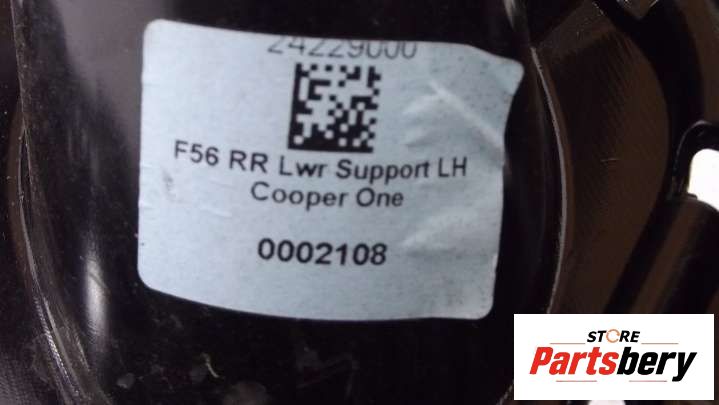 24229000
F56 RR Lwr Support LH
Cooper One
0002108
STORE
Partsbery